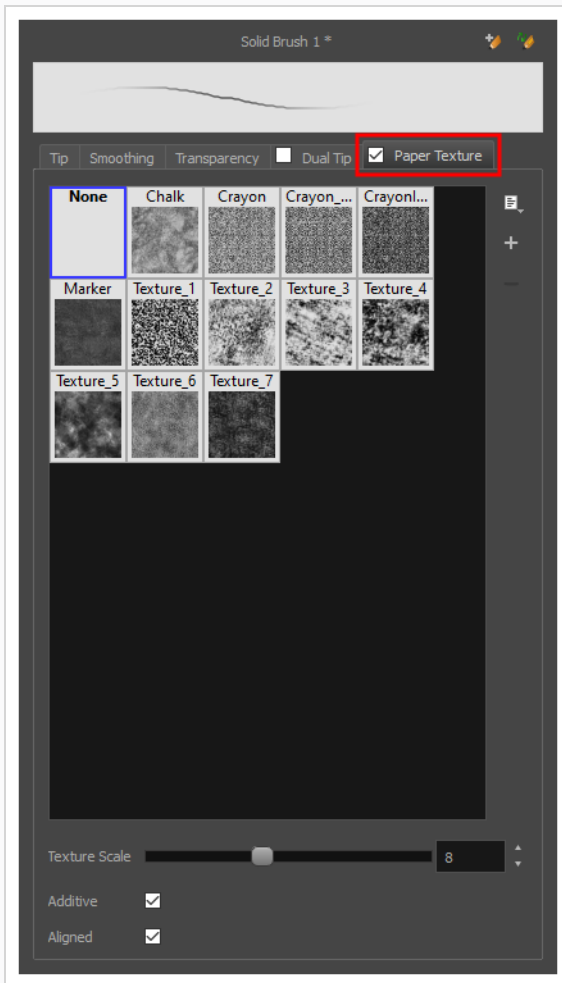 Solid Brush 1 *
Tip Smoothing Transparency Dual Tip Paper Texture
None Chalk Crayon Crayon_... Crayonl...
Marker Texture_1 Texture_2 Texture_3 Texture_4
Texture_5 Texture_6 Texture_7
Texture Scale 8
Additive
Aligned